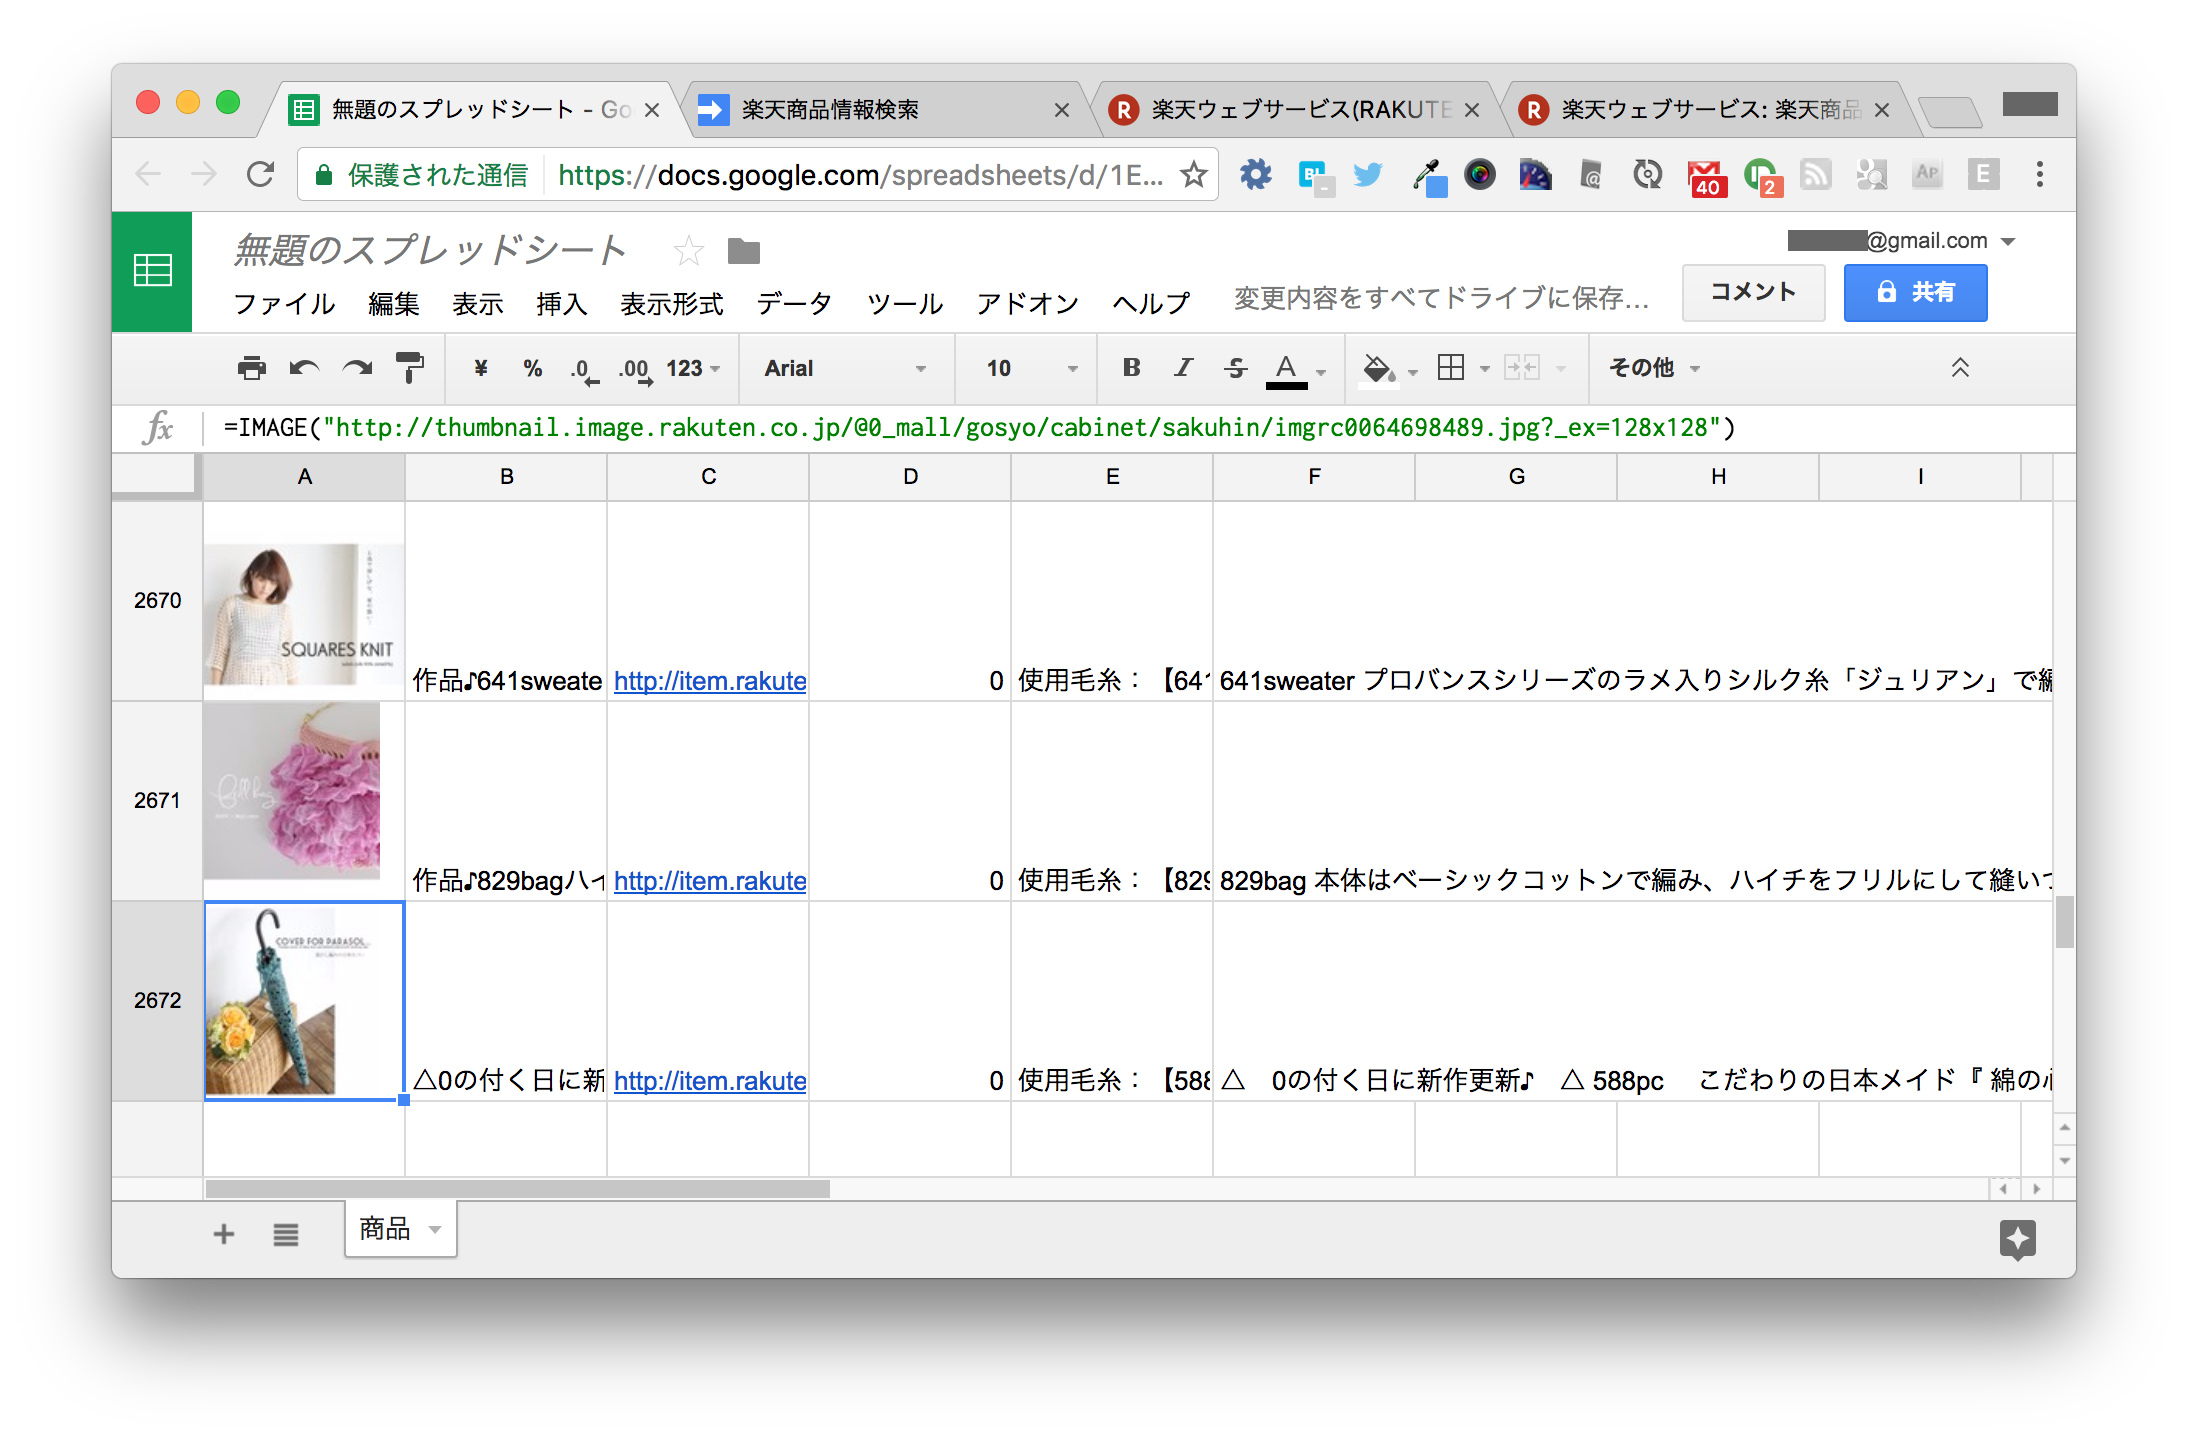 無題のスプレッドシート - Go
楽天商品情報検索
楽天ウェブサービス(RAKUTE
楽天ウェブサービス: 楽天商品
保護された通信 https://docs.google.com/spreadsheets/d/1E...
B!
40
2
AP
E
無題のスプレッドシート
@gmail.com
ファイル 編集 表示 挿入 表示形式 データ ツール アドオン ヘルプ 変更内容をすべてドライブに保存...
コメント
共有
¥ % .0 .00 123 Arial 10 B I S A その他
fx =IMAGE("http://thumbnail.image.rakuten.co.jp/@0_mall/gosyo/cabinet/sakuhin/imgrc0064698489.jpg?_ex=128x128")
A B C D E F G H I
2670
SQUARES KNIT
作品♪641sweate http://item.rakute 0 使用毛糸：【641 641sweater プロバンスシリーズのラメ入りシルク糸「ジュリアン」で編
2671
作品♪829bagハイ http://item.rakute 0 使用毛糸：【829 829bag 本体はベーシックコットンで編み、ハイチをフリルにして縫いつ
2672
COVER FOR PARASOL
△0の付く日に新 http://item.rakute 0 使用毛糸：【588 △ 0の付く日に新作更新♪ △ 588pc こだわりの日本メイド『 綿の
商品